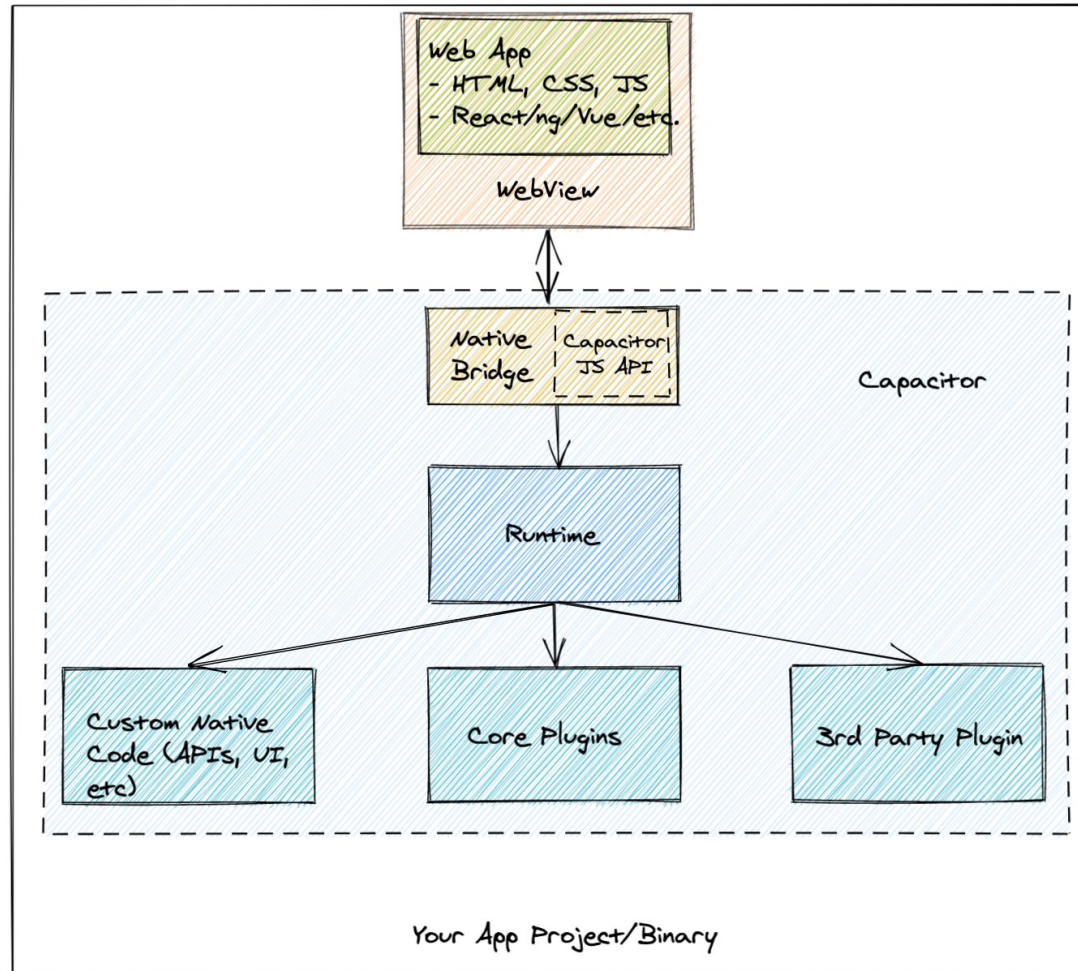 Web App
- HTML, CSS, JS
- React/ng/Vue/etc.
WebView
Native
Bridge
Capacitor
JS API
Capacitor
Runtime
Custom Native
Code (APIs, UI,
etc)
Core Plugins
3rd Party Plugin
Your App Project/Binary